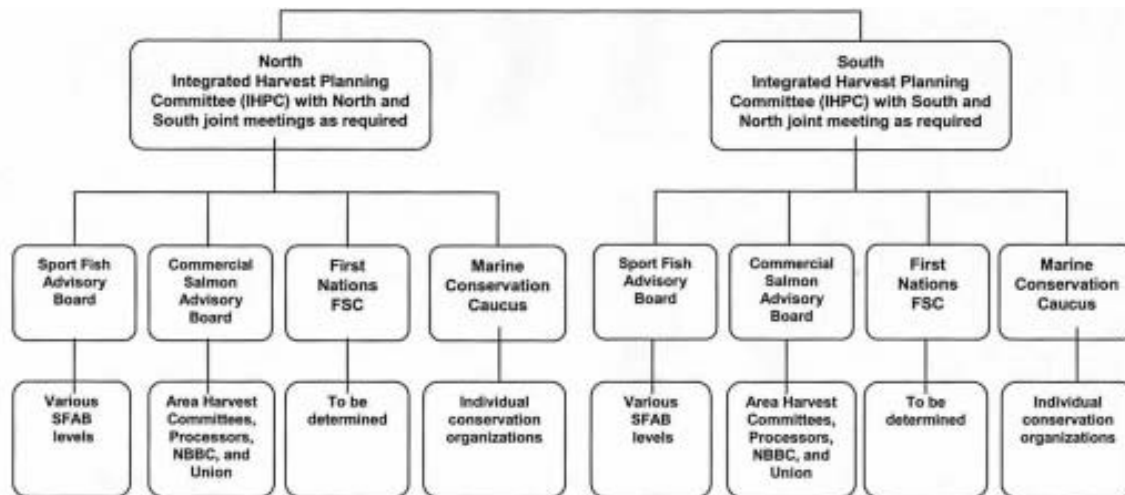 North
Integrated Harvest Planning
Committee (IHPC) with North and
South joint meetings as required
South
Integrated Harvest Planning
Committee (IHPC) with South and
North joint meeting as required
Sport Fish
Advisory
Board
Commercial
Salmon
Advisory
Board
First
Nations
FSC
Marine
Conservation
Caucus
Sport Fish
Advisory
Board
Commercial
Salmon
Advisory
Board
First
Nations
FSC
Marine
Conservation
Caucus
Various
SFAB
levels
Area Harvest
Committees,
Processors,
NBBC, and
Union
To be
determined
Individual
conservation
organizations
Various
SFAB
levels
Area Harvest
Committees,
Processors,
NBBC, and
Union
To be
determined
Individual
conservation
organizations